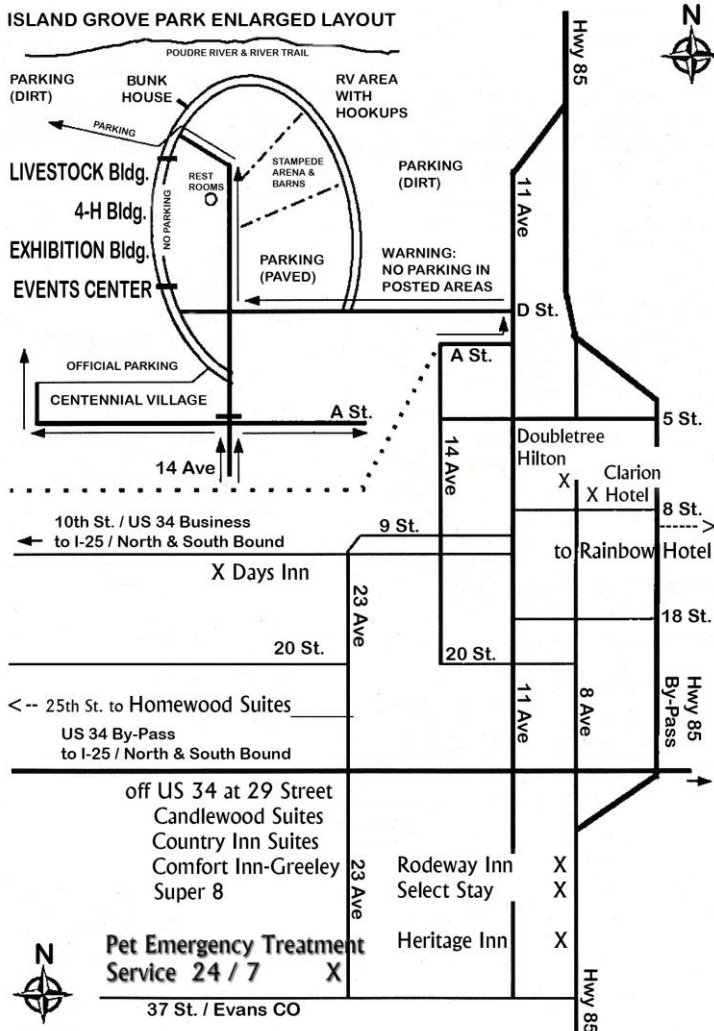 ISLAND GROVE PARK ENLARGED LAYOUT
N
POUDRE RIVER & RIVER TRAIL
Hwy 85
PARKING
(DIRT)
BUNK
HOUSE
RV AREA
WITH
HOOKUPS
PARKING
LIVESTOCK Bldg.
REST
ROOMS
STAMPEDE
ARENA &
BARNS
PARKING
(DIRT)
11 Ave
4-H Bldg.
NO PARKING
EXHIBITION Bldg.
PARKING
(PAVED)
WARNING:
NO PARKING IN
POSTED AREAS
EVENTS CENTER
D St.
A St.
OFFICIAL PARKING
CENTENNIAL VILLAGE
A St.
5 St.
14 Ave
14 Ave
Doubletree
Hilton
X
Clarion
X Hotel
8 St.
10th St. / US 34 Business
to I-25 / North & South Bound
9 St.
----->
to Rainbow Hotel
X Days Inn
23 Ave
18 St.
20 St.
20 St.
11 Ave
8 Ave
Hwy 85
By-Pass
< -- 25th St. to Homewood Suites
US 34 By-Pass
to I-25 / North & South Bound
off US 34 at 29 Street
Candlewood Suites
Country Inn Suites
Comfort Inn-Greeley
Super 8
23 Ave
Rodeway Inn X
Select Stay X
Heritage Inn X
N
Pet Emergency Treatment
Service 24 / 7 X
37 St. / Evans CO
Hwy 85